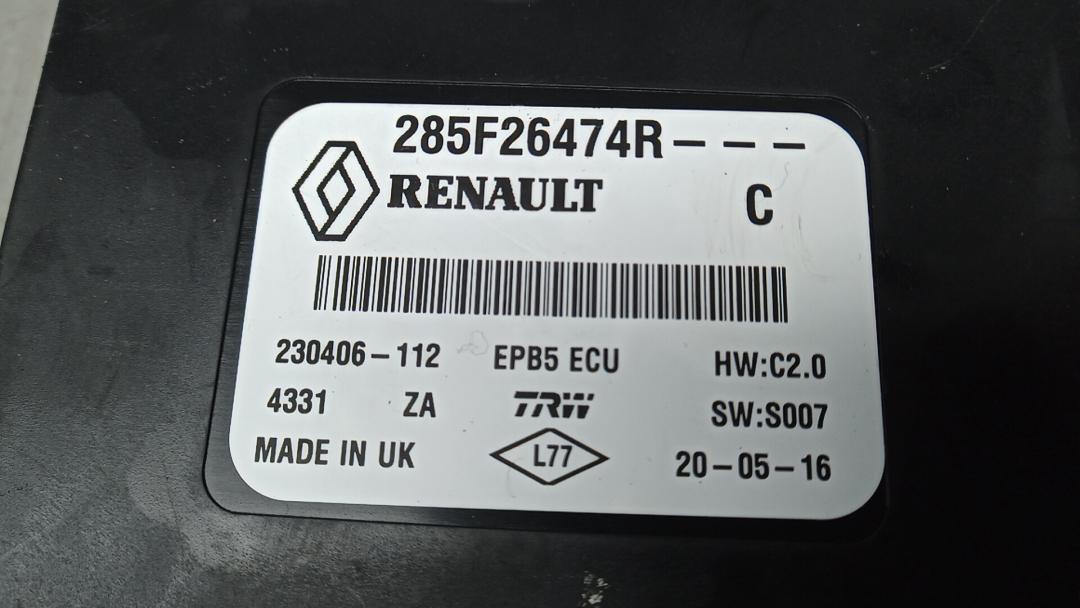 285F26474R---
RENAULT C
230406-112 EPB5 ECU HW:C2.0
4331 ZA TRW SW:S007
MADE IN UK L77 20-05-16